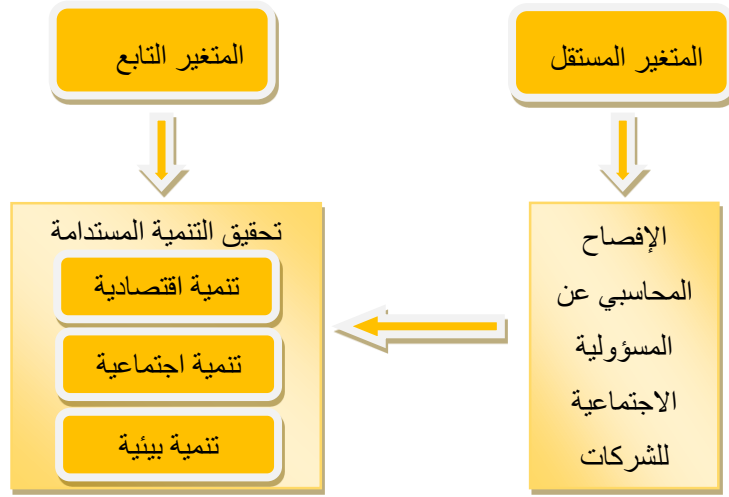 المتغير المستقل
المتغير التابع
الإفصاح
المحاسبي عن
المسؤولية
الاجتماعية
للشركات
تحقيق التنمية المستدامة
تنمية اقتصادية
تنمية اجتماعية
تنمية بيئية